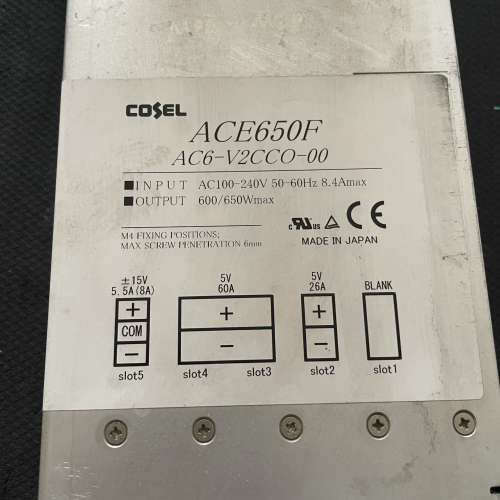 COSEL
ACE650F
AC6-V2CCO-00
■INPUT AC100-240V 50-60Hz 8.4Amax
■OUTPUT 600/650Wmax
M4 FIXING POSITIONS;
MAX SCREW PENETRATION 6mm
c RU us CE
MADE IN JAPAN
±15V 5V 5V BLANK
5.5A(8A) 60A 26A
+ + +
COM
− − −
slot5 slot4 slot3 slot2 slot1